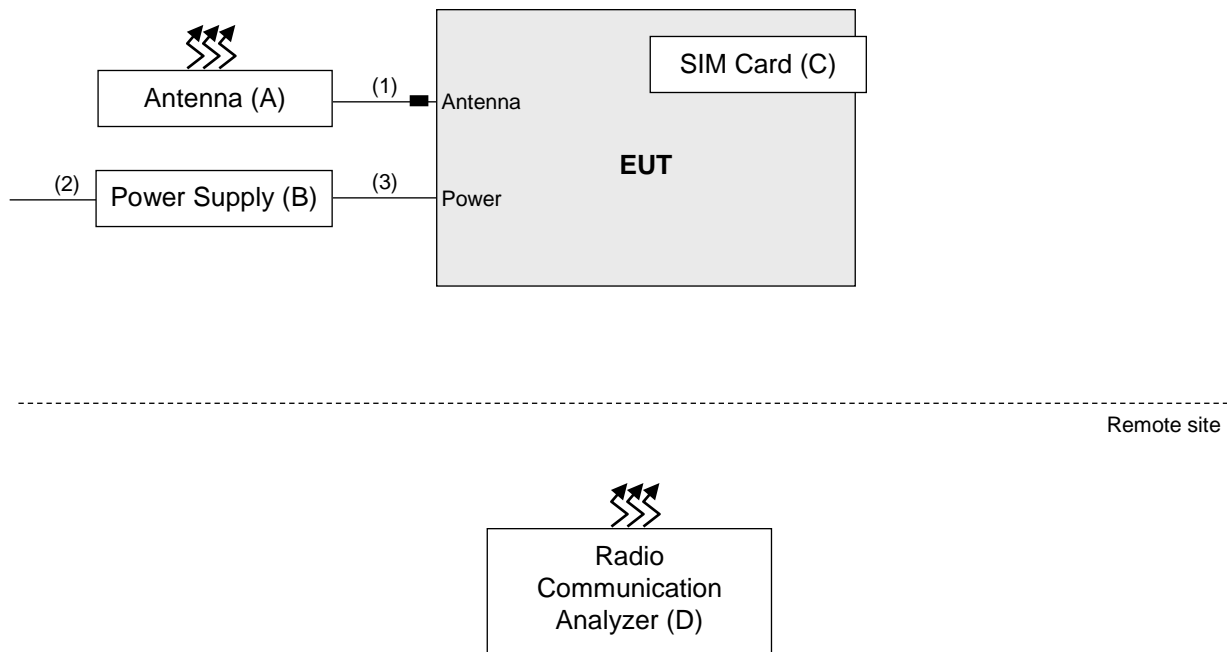 SIM Card (C)
Antenna (A)
(1)
Antenna
EUT
(2)
Power Supply (B)
(3)
Power
Remote site
Radio
Communication
Analyzer (D)